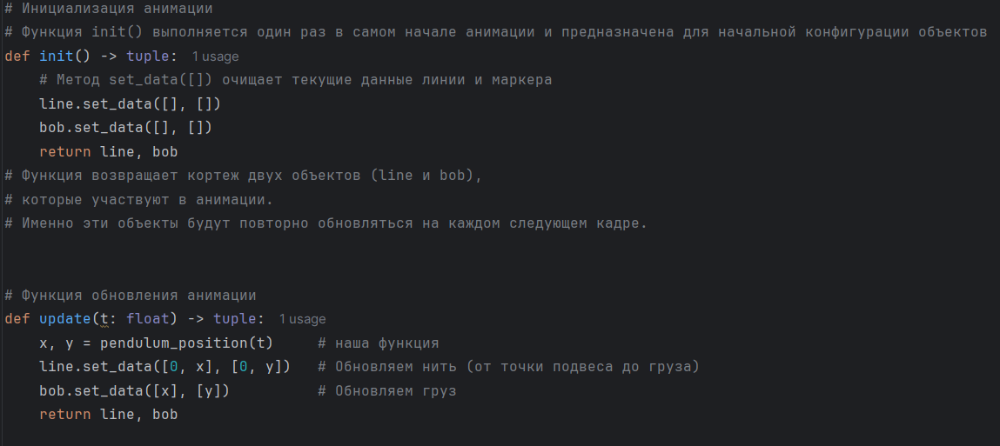 # Инициализация анимации
# Функция init() выполняется один раз в самом начале анимации и предназначена для начальной конфигурации объектов
def init() -> tuple: 1 usage
    # Метод set_data([]) очищает текущие данные линии и маркера
    line.set_data([], [])
    bob.set_data([], [])
    return line, bob
# Функция возвращает кортеж двух объектов (line и bob),
# которые участвуют в анимации.
# Именно эти объекты будут повторно обновляться на каждом следующем кадре.
# Функция обновления анимации
def update(t: float) -> tuple: 1 usage
    x, y = pendulum_position(t)     # наша функция
    line.set_data([0, x], [0, y])   # Обновляем нить (от точки подвеса до груза)
    bob.set_data([x], [y])          # Обновляем груз
    return line, bob